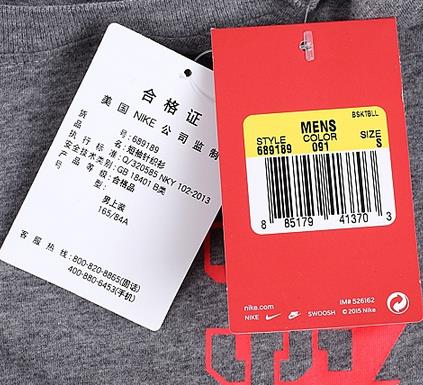 合格证
美国 NIKE 公司监制
货 号: 689189
品 名: 短袖针织衫
执行标准: Q/320585 NKY 102-2013
安全技术类别: GB 18401 B类
产品等级: 合格品
号 型:
男上装
165/84A
客服热线: 800-820-8865(固话)
400-880-6453(手机)
BSKTBLL
MENS
STYLE COLOR SIZE
689189 091 S
8 85179 41370 3
nike.com IM# 526162
NIKE SWOOSH © 2015 Nike